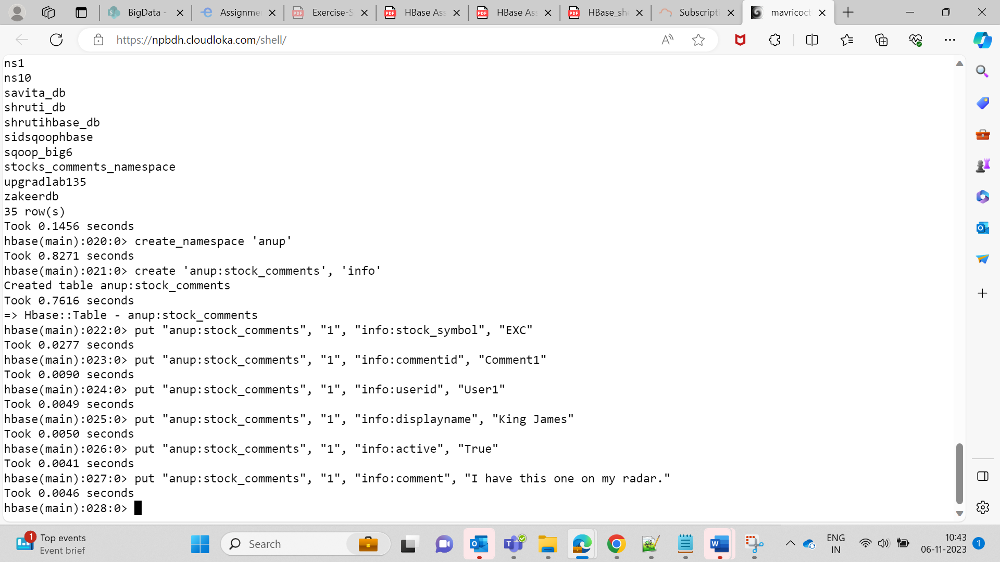 BigData -
Assignme
Exercise-S
HBase Ass
HBase Ass
HBase_sh
Subscripti
mavricoct
https://npbdh.cloudloka.com/shell/
ns1
ns10
savita_db
shruti_db
shrutihbase_db
sidsqoophbase
sqoop_big6
stocks_comments_namespace
upgradlab135
zakeerdb
35 row(s)
Took 0.1456 seconds
hbase(main):020:0> create_namespace 'anup'
Took 0.8271 seconds
hbase(main):021:0> create 'anup:stock_comments', 'info'
Created table anup:stock_comments
Took 0.7616 seconds
=> Hbase::Table - anup:stock_comments
hbase(main):022:0> put "anup:stock_comments", "1", "info:stock_symbol", "EXC"
Took 0.0277 seconds
hbase(main):023:0> put "anup:stock_comments", "1", "info:commentid", "Comment1"
Took 0.0090 seconds
hbase(main):024:0> put "anup:stock_comments", "1", "info:userid", "User1"
Took 0.0049 seconds
hbase(main):025:0> put "anup:stock_comments", "1", "info:displayname", "King James"
Took 0.0050 seconds
hbase(main):026:0> put "anup:stock_comments", "1", "info:active", "True"
Took 0.0041 seconds
hbase(main):027:0> put "anup:stock_comments", "1", "info:comment", "I have this one on my radar."
Took 0.0046 seconds
hbase(main):028:0>
1
Top events
Event brief
Search
ENG
IN
10:43
06-11-2023
1